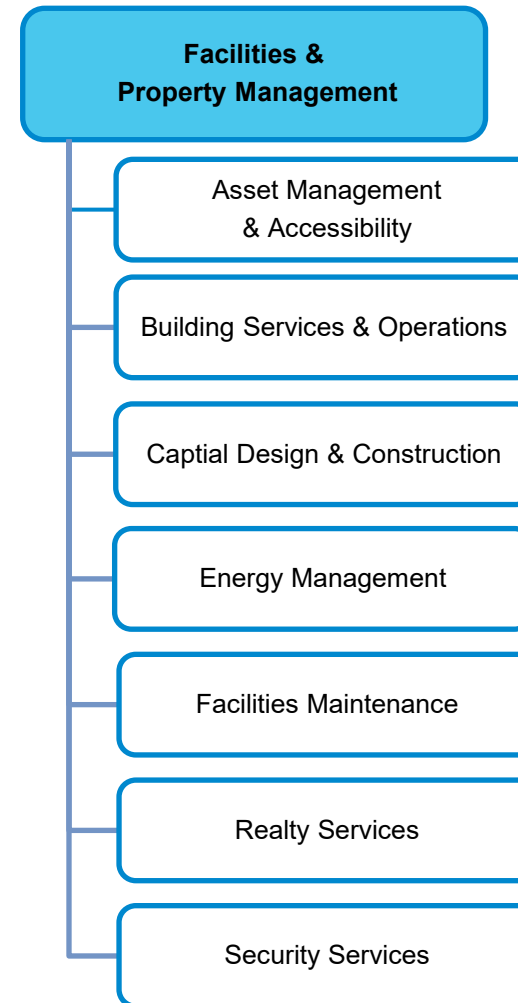 Facilities &
Property Management
Asset Management
& Accessibility
Building Services & Operations
Captial Design & Construction
Energy Management
Facilities Maintenance
Realty Services
Security Services